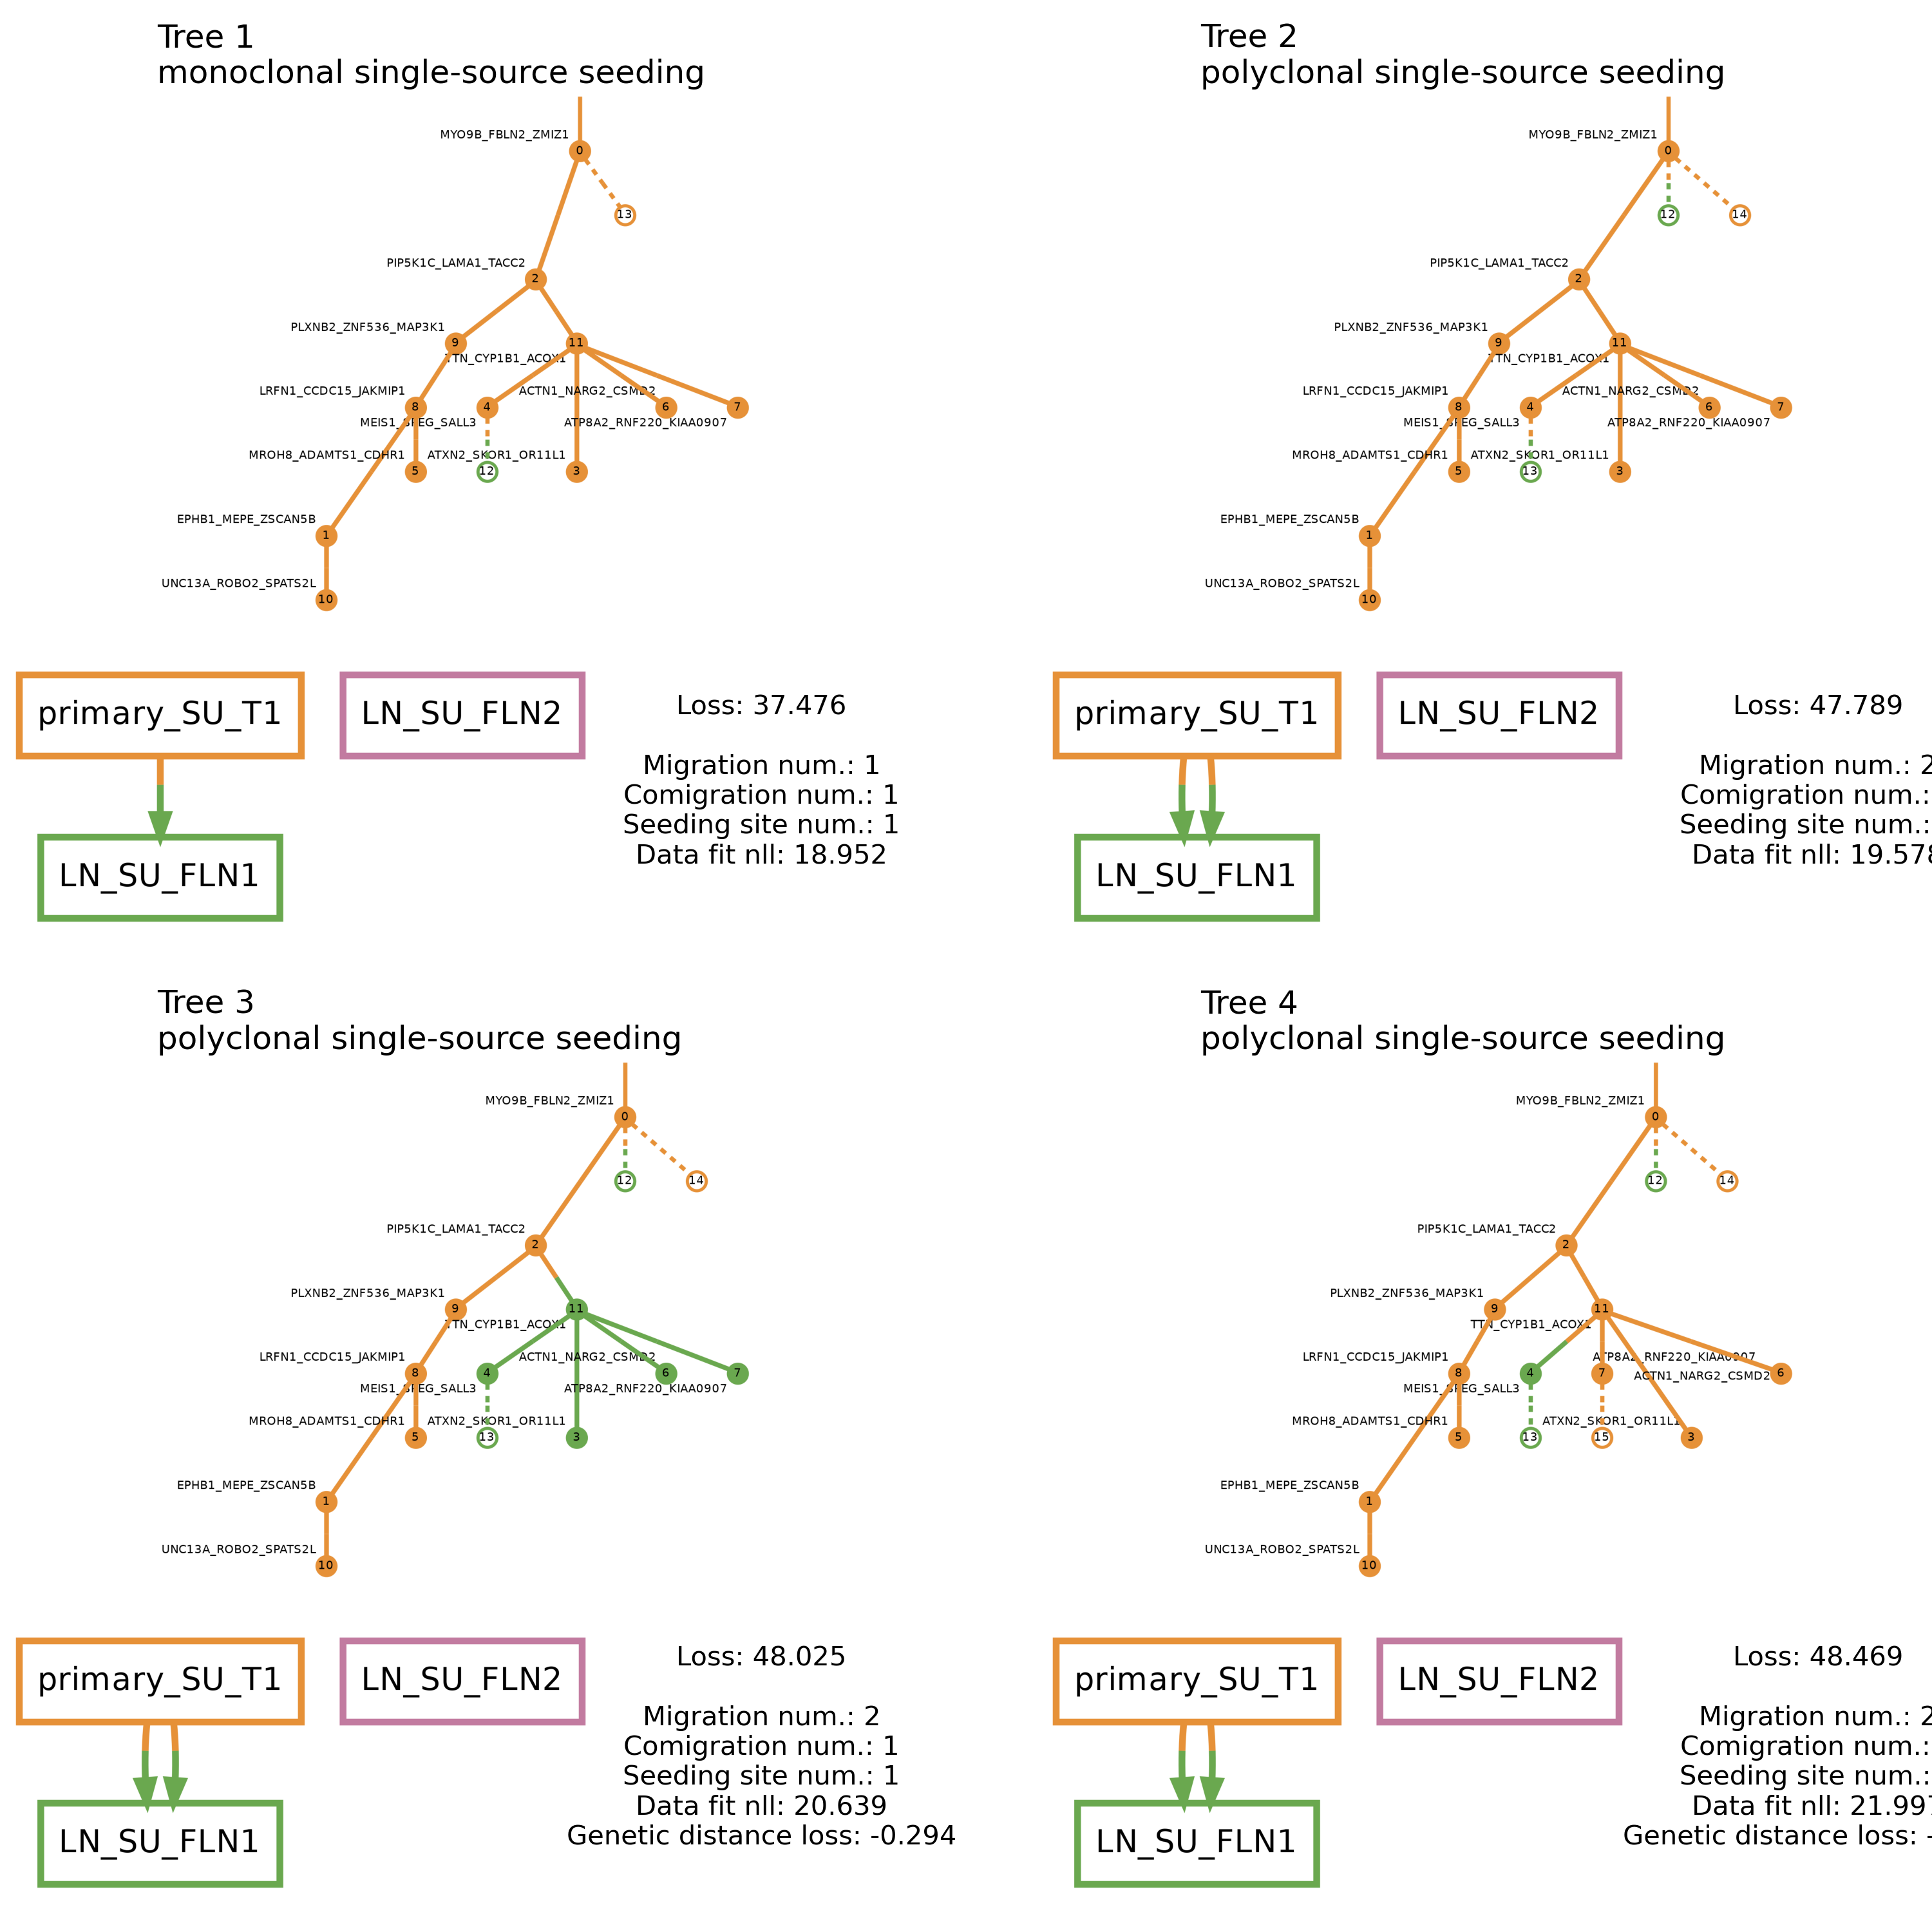 Tree 1
monoclonal single-source seeding
MYO9B_FBLN2_ZMIZ1
0
13
PIP5K1C_LAMA1_TACC2
2
PLXNB2_ZNF536_MAP3K1
9
11
TTN_CYP1B1_ACOX1
LRFN1_CCDC15_JAKMIP1
ACTN1_NARG2_CSMD2
8
4
6
7
MEIS1_SPEG_SALL3
ATP8A2_RNF220_KIAA0907
MROH8_ADAMTS1_CDHR1
ATXN2_SKOR1_OR11L1
5
12
3
EPHB1_MEPE_ZSCAN5B
1
UNC13A_ROBO2_SPATS2L
10
primary_SU_T1
LN_SU_FLN2
LN_SU_FLN1
Loss: 37.476
Migration num.: 1
Comigration num.: 1
Seeding site num.: 1
Data fit nll: 18.952
Tree 2
polyclonal single-source seeding
MYO9B_FBLN2_ZMIZ1
0
12
14
PIP5K1C_LAMA1_TACC2
2
PLXNB2_ZNF536_MAP3K1
9
11
TTN_CYP1B1_ACOX1
LRFN1_CCDC15_JAKMIP1
ACTN1_NARG2_CSMD2
8
4
6
7
MEIS1_SPEG_SALL3
ATP8A2_RNF220_KIAA0907
MROH8_ADAMTS1_CDHR1
ATXN2_SKOR1_OR11L1
5
13
3
EPHB1_MEPE_ZSCAN5B
1
UNC13A_ROBO2_SPATS2L
10
primary_SU_T1
LN_SU_FLN2
LN_SU_FLN1
Loss: 47.789
Migration num.: 2
Comigration num.:
Seeding site num.:
Data fit nll: 19.578
Tree 3
polyclonal single-source seeding
MYO9B_FBLN2_ZMIZ1
0
12
14
PIP5K1C_LAMA1_TACC2
2
PLXNB2_ZNF536_MAP3K1
9
11
TTN_CYP1B1_ACOX1
LRFN1_CCDC15_JAKMIP1
ACTN1_NARG2_CSMD2
8
4
6
7
MEIS1_SPEG_SALL3
ATP8A2_RNF220_KIAA0907
MROH8_ADAMTS1_CDHR1
ATXN2_SKOR1_OR11L1
5
13
3
EPHB1_MEPE_ZSCAN5B
1
UNC13A_ROBO2_SPATS2L
10
primary_SU_T1
LN_SU_FLN2
LN_SU_FLN1
Loss: 48.025
Migration num.: 2
Comigration num.: 1
Seeding site num.: 1
Data fit nll: 20.639
Genetic distance loss: -0.294
Tree 4
polyclonal single-source seeding
MYO9B_FBLN2_ZMIZ1
0
12
14
PIP5K1C_LAMA1_TACC2
2
PLXNB2_ZNF536_MAP3K1
9
11
TTN_CYP1B1_ACOX1
LRFN1_CCDC15_JAKMIP1
ATP8A2_RNF220_KIAA0907
8
4
7
6
ACTN1_NARG2_CSMD2
MEIS1_SPEG_SALL3
MROH8_ADAMTS1_CDHR1
ATXN2_SKOR1_OR11L1
5
13
15
3
EPHB1_MEPE_ZSCAN5B
1
UNC13A_ROBO2_SPATS2L
10
primary_SU_T1
LN_SU_FLN2
LN_SU_FLN1
Loss: 48.469
Migration num.: 2
Comigration num.:
Seeding site num.:
Data fit nll: 21.997
Genetic distance loss: -